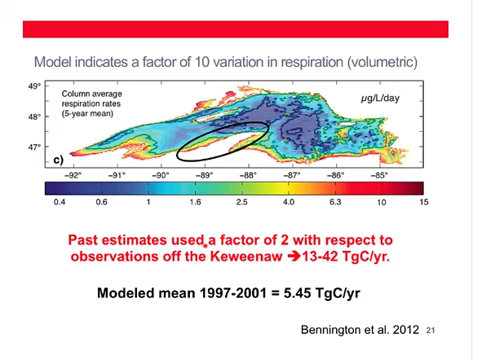 Model indicates a factor of 10 variation in respiration (volumetric)
49°
48°
47°
Column average
respiration rates
(5-year mean)
µg/L/day
c)
-92° -91° -90° -89° -88° -87° -86° -85°
0.4 0.6 1 1.6 2.5 4.0 6.3 10 15
Past estimates used a factor of 2 with respect to
observations off the Keweenaw ➔13-42 TgC/yr.
Modeled mean 1997-2001 = 5.45 TgC/yr
Bennington et al. 2012 21